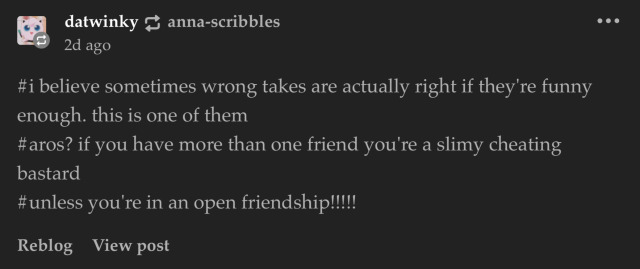 datwinky anna-scribbles
2d ago
#i believe sometimes wrong takes are actually right if they're funny
enough. this is one of them
#aros? if you have more than one friend you're a slimy cheating
bastard
#unless you're in an open friendship!!!!!
Reblog View post